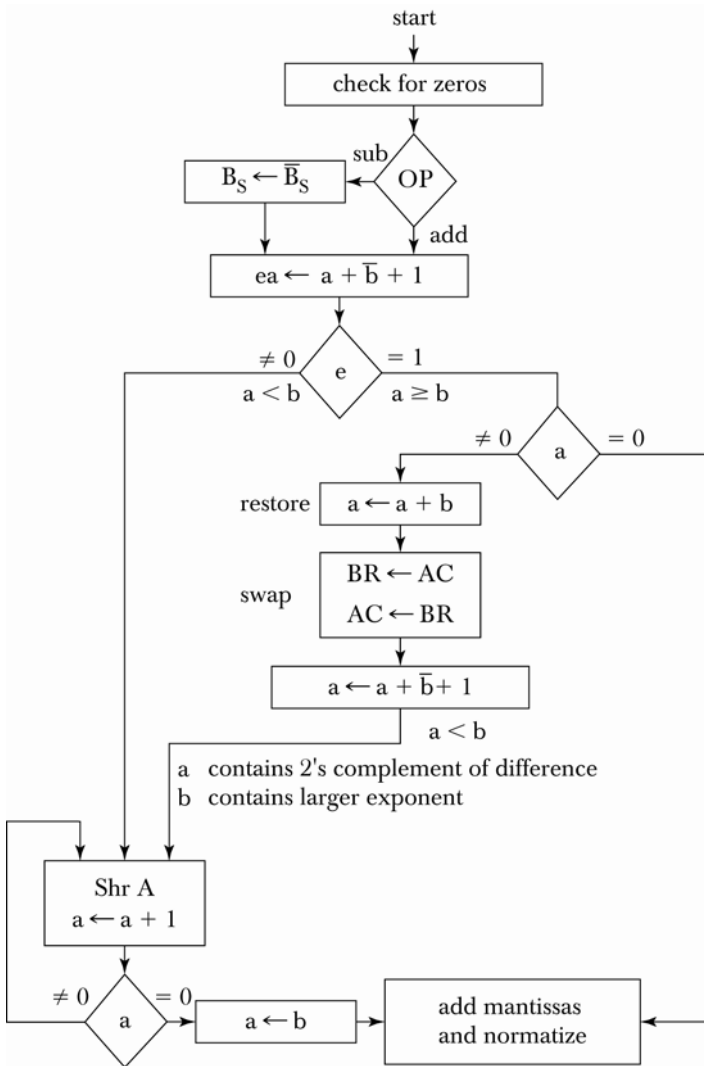 start
check for zeros
sub
B_S ← B̅_S
OP
add
ea ← a + b̅ + 1
≠ 0
= 1
e
a < b
a ≥ b
≠ 0
= 0
a
restore
a ← a + b
swap
BR ← AC
AC ← BR
a ← a + b̅ + 1
a < b
a contains 2's complement of difference
b contains larger exponent
Shr A
a ← a + 1
≠ 0
= 0
a
a ← b
add mantissas
and normatize